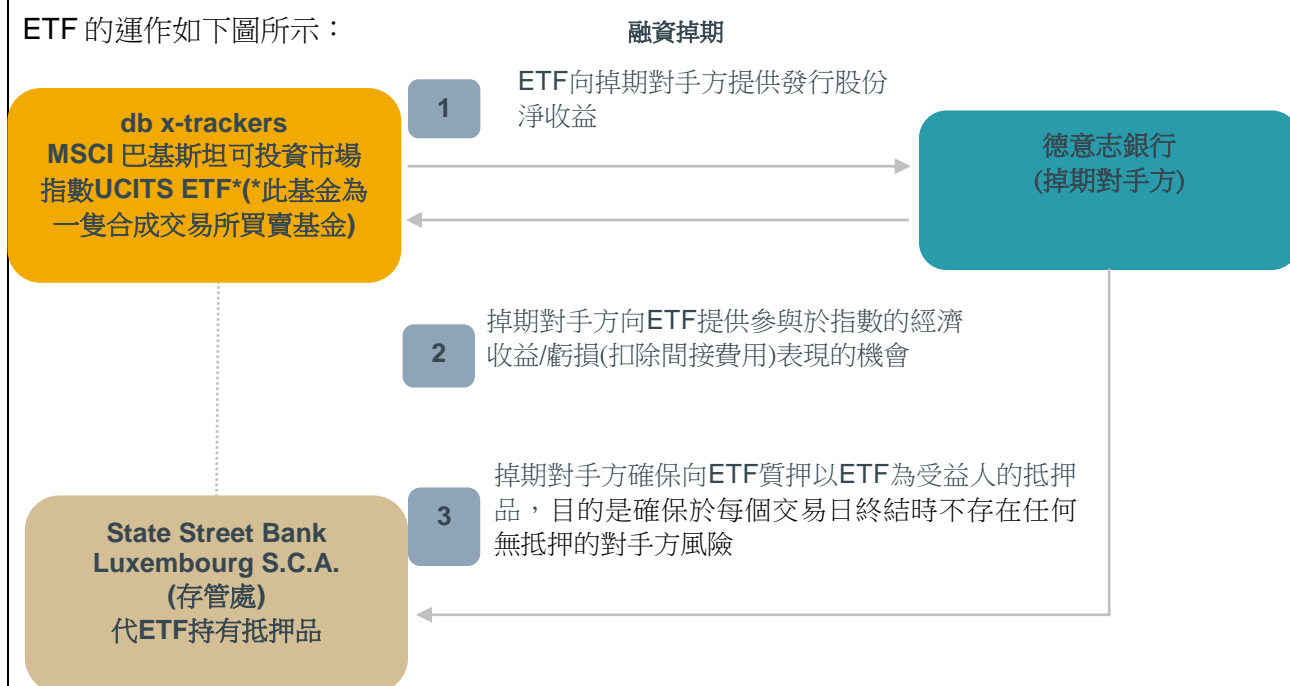 ETF 的運作如下圖所示：
融資掉期
1
ETF向掉期對手方提供發行股份
淨收益
db x-trackers
MSCI 巴基斯坦可投資市場
指數UCITS ETF*(*此基金為
一隻合成交易所買賣基金)
德意志銀行
(掉期對手方)
2
掉期對手方向ETF提供參與於指數的經濟
收益/虧損(扣除間接費用)表現的機會
3
掉期對手方確保向ETF質押以ETF為受益人的抵押
品，目的是確保於每個交易日終結時不存在任何
無抵押的對手方風險
State Street Bank
Luxembourg S.C.A.
(存管處)
代ETF持有抵押品